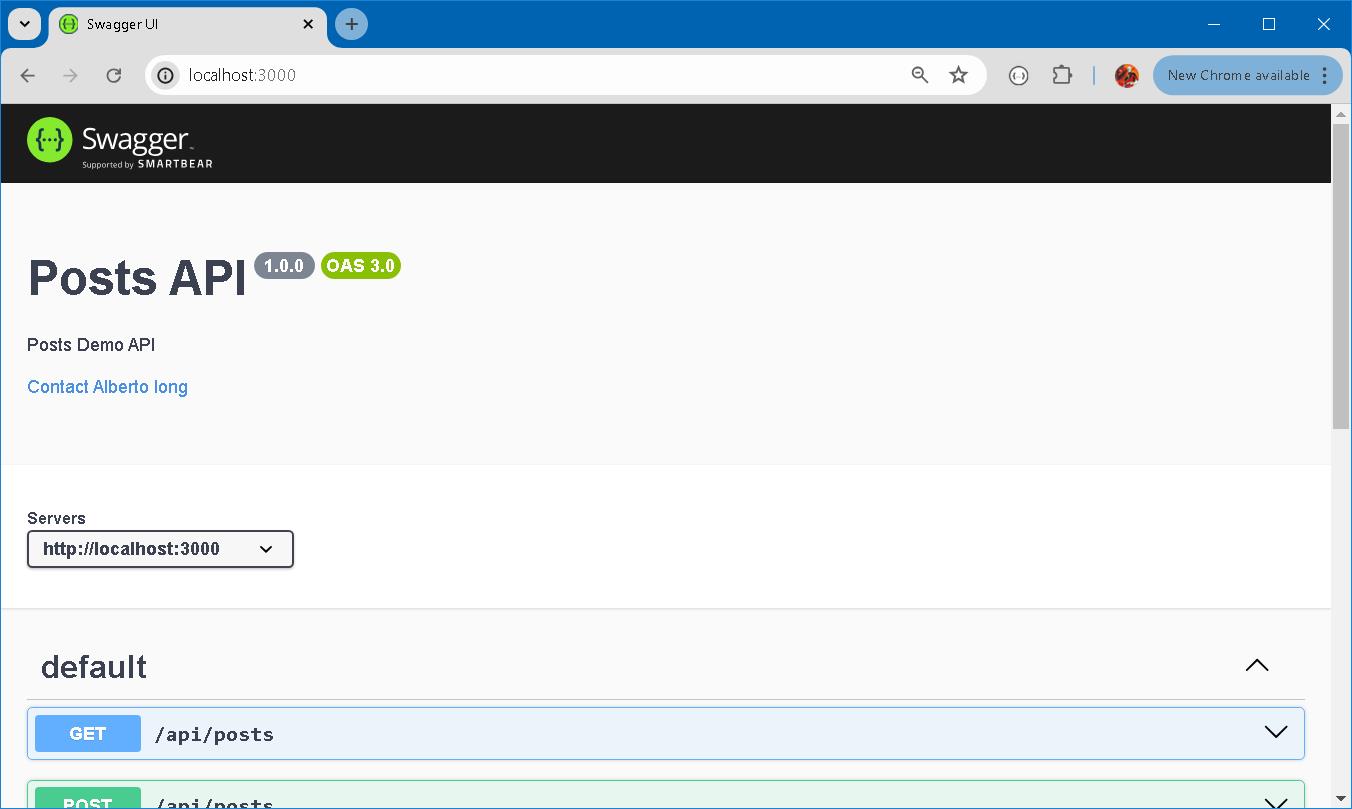 Swagger UI
localhost:3000
New Chrome available
Swagger
Supported by SMARTBEAR
Posts API 1.0.0 OAS 3.0
Posts Demo API
Contact Alberto Iong
Servers
http://localhost:3000
default
GET /api/posts
POST /api/posts